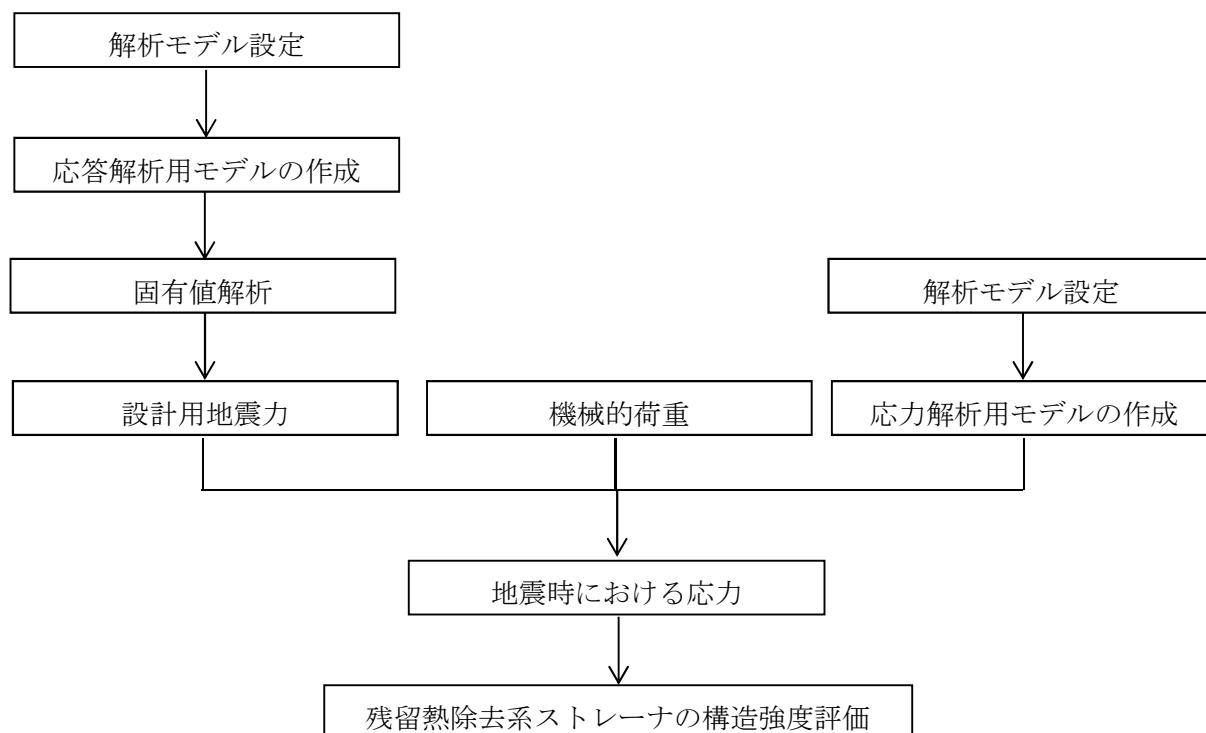 解析モデル設定
応答解析用モデルの作成
固有値解析
解析モデル設定
設計用地震力
機械的荷重
応力解析用モデルの作成
地震時における応力
残留熱除去系ストレーナの構造強度評価